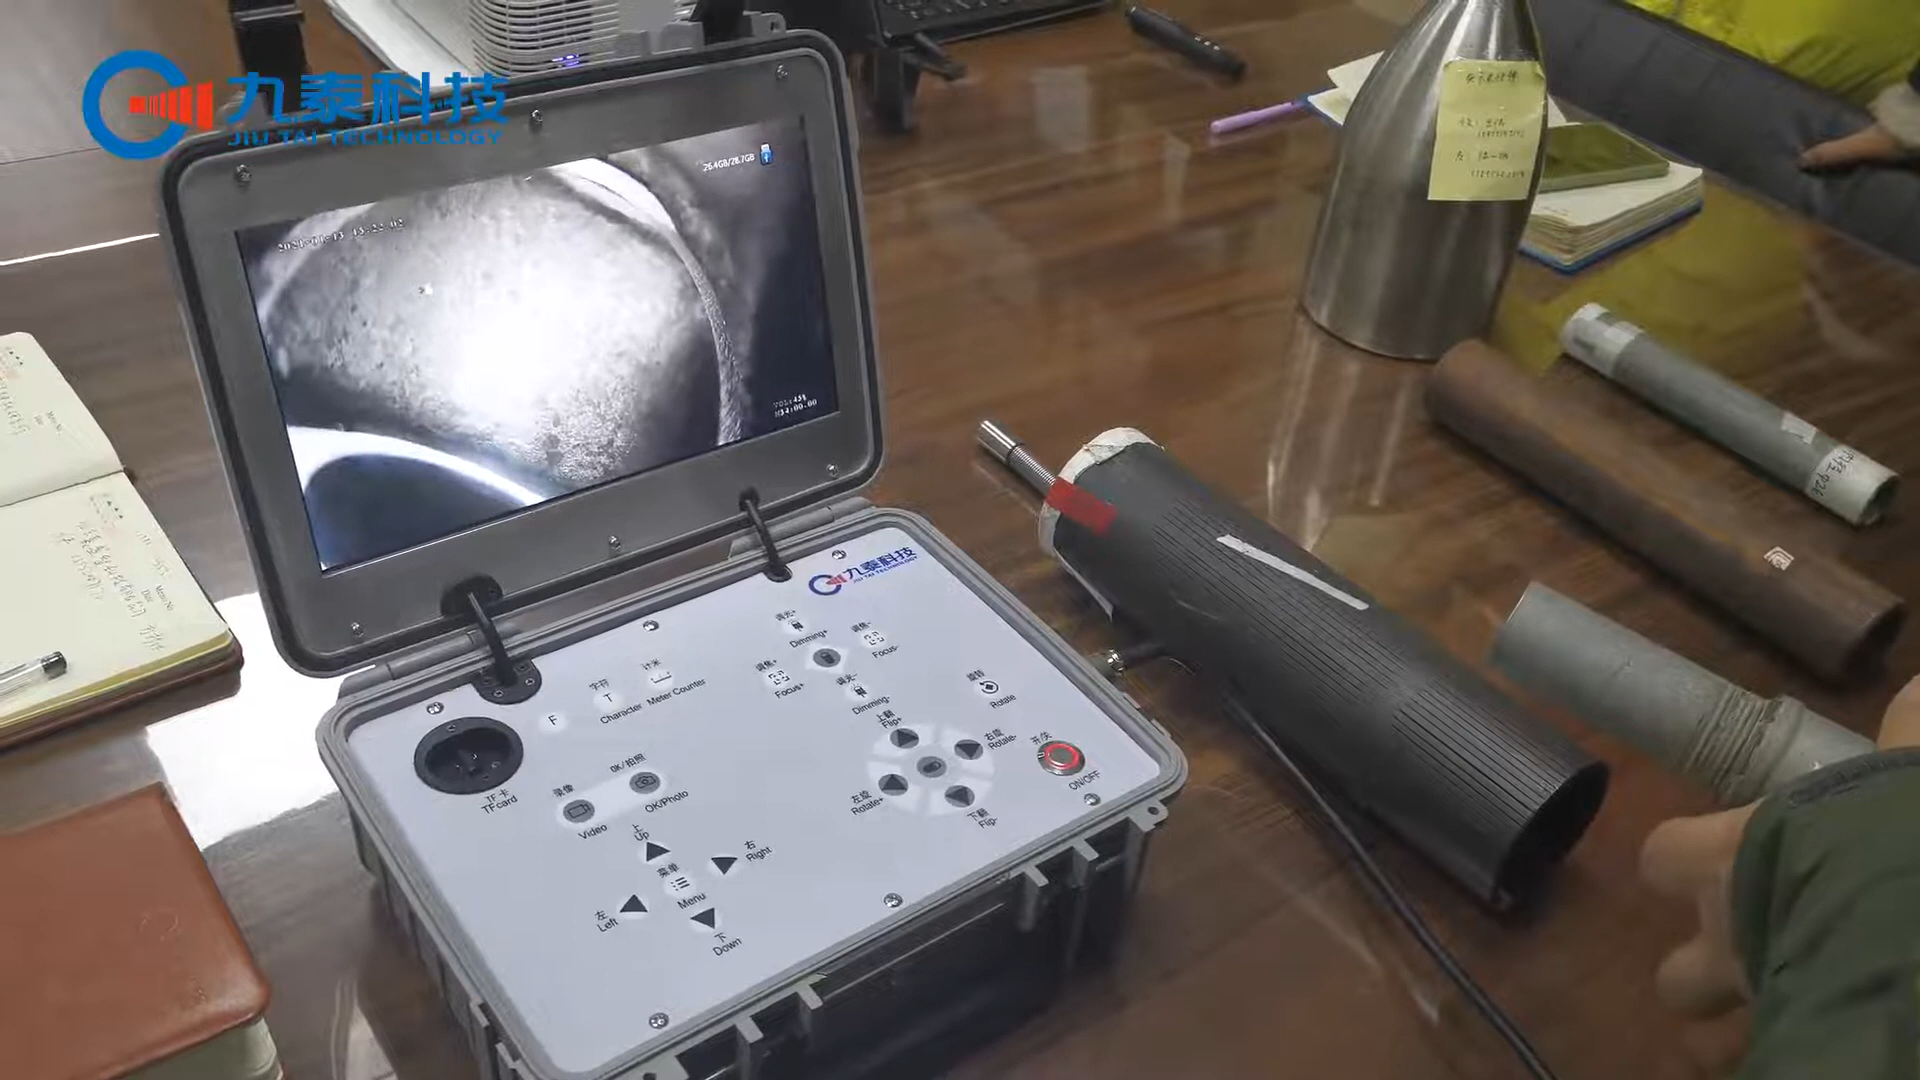 九泰科技
JIU TAI TECHNOLOGY
26.4GB/28.7GB
九泰科技
JIU TAI TECHNOLOGY
调光+
Dimming+
调焦-
Focus-
调焦+
Focus+
调光-
Dimming-
计米
Meter Counter
字符
T
Character
F
旋转
Rotate
上翻
Flip+
右旋
Rotate-
左旋
Rotate+
下翻
Flip-
开关
ON/OFF
TF卡
TFcard
录像
Video
OK/拍照
OK/Photo
上
Up
右
Right
菜单
Menu
左
Left
下
Down